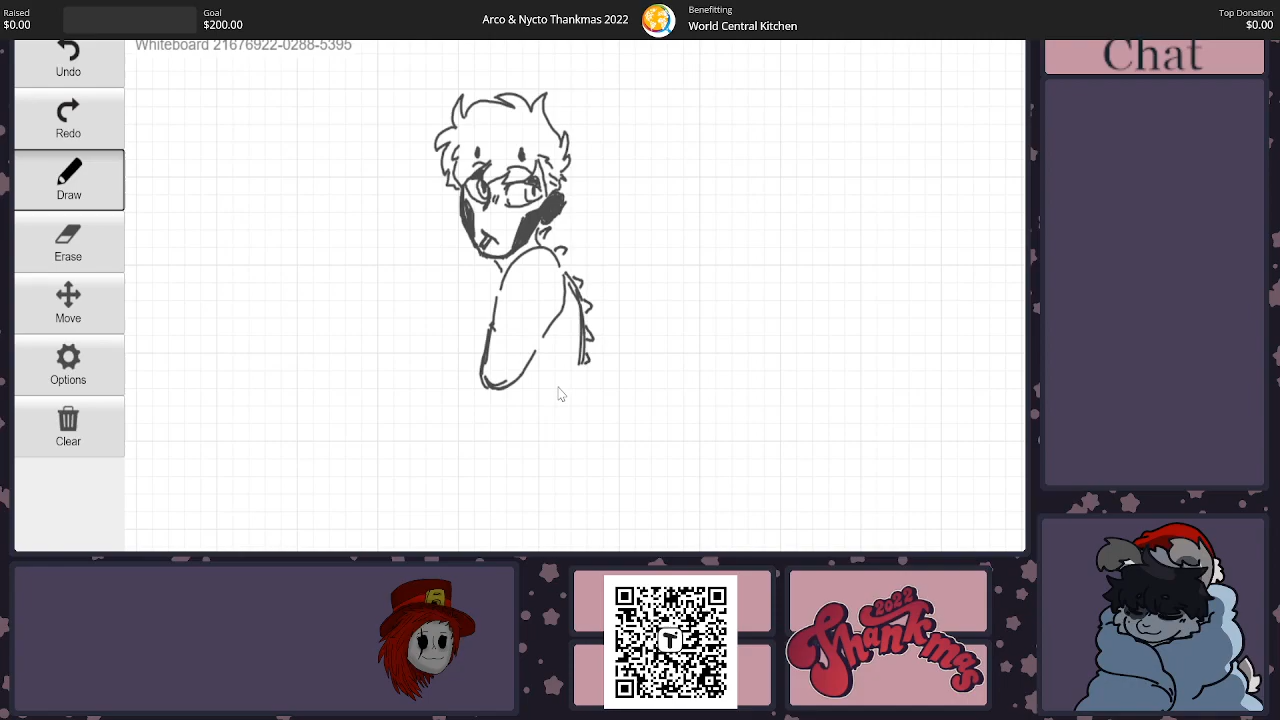 Raised
$0.00
Goal
$200.00
Arco & Nycto Thankmas 2022
Benefitting
World Central Kitchen
Top Donation
$0.00
Whiteboard 21676922-0288-5395
Undo
Redo
Draw
Erase
Move
Options
Clear
Chat
T
2022
Thankmas